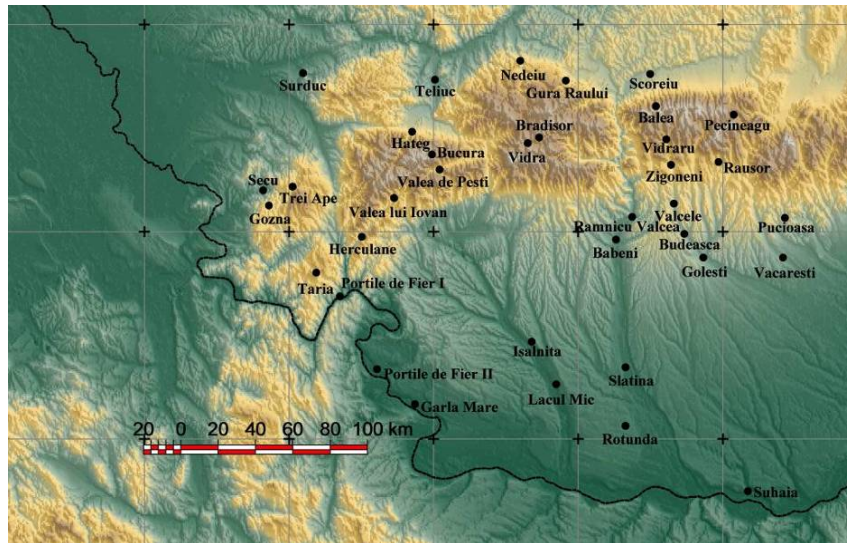 Nedeiu
Surduc
Teliuc
Gura Raului
Scoreiu
Balea
Pecineagu
Hateg
Bradisor
Bucura
Vidra
Vidraru
Rausor
Valea de Pesti
Zigoneni
Secu
Trei Ape
Gozna
Valea lui Iovan
Valcele
Ramnicu Valcea
Pucioasa
Herculane
Babeni
Budeasca
Golesti
Vacaresti
Taria
Portile de Fier I
Isalnita
Portile de Fier II
Slatina
Lacul Mic
Garla Mare
20 0 20 40 60 80 100 km
Rotunda
Suhaia